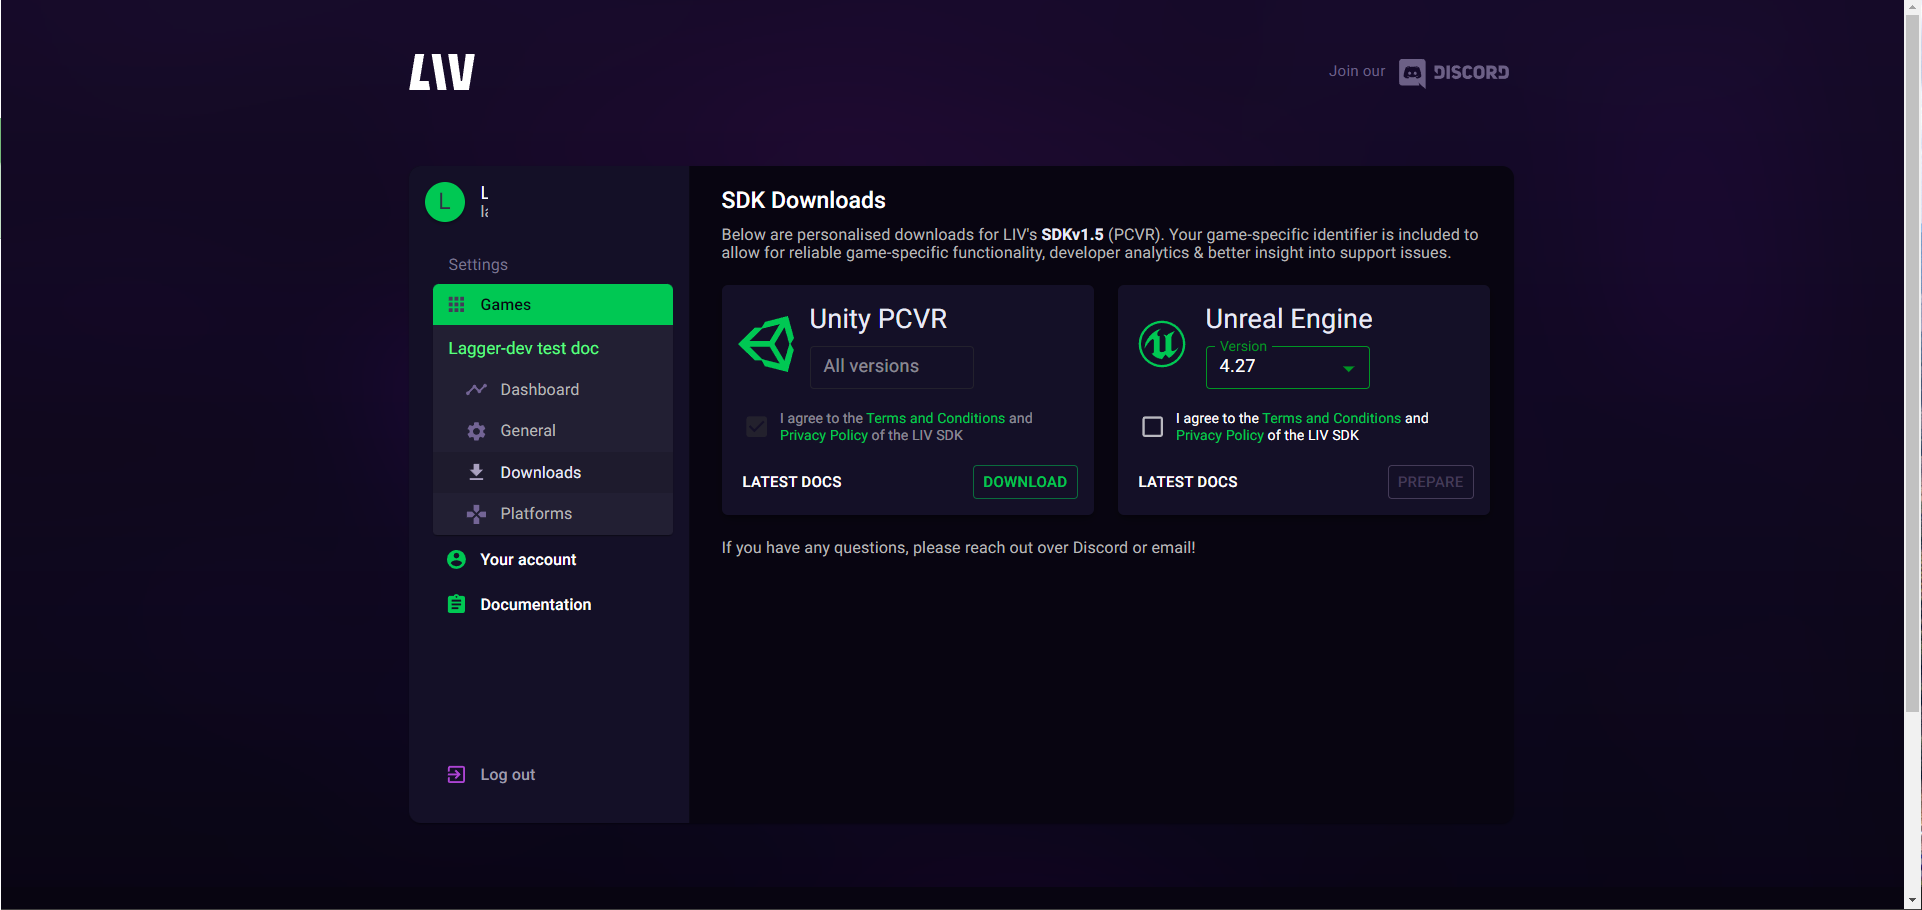 LIV
Join our DISCORD
L
L
Settings
Games
Lagger-dev test doc
Dashboard
General
Downloads
Platforms
Your account
Documentation
Log out
SDK Downloads
Below are personalised downloads for LIV's SDKv1.5 (PCVR). Your game-specific identifier is included to
allow for reliable game-specific functionality, developer analytics & better insight into support issues.
Unity PCVR
All versions
I agree to the Terms and Conditions and
Privacy Policy of the LIV SDK
LATEST DOCS
DOWNLOAD
Unreal Engine
Version
4.27
I agree to the Terms and Conditions and
Privacy Policy of the LIV SDK
LATEST DOCS
PREPARE
If you have any questions, please reach out over Discord or email!